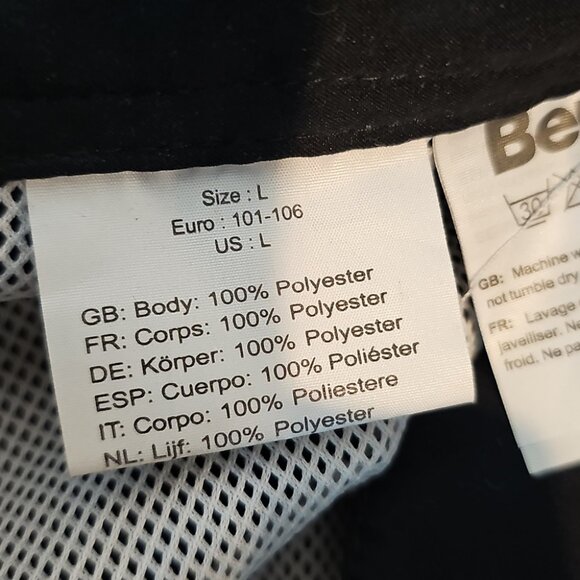 Size : L
Euro : 101-106
US : L
GB: Body: 100% Polyester
FR: Corps: 100% Polyester
DE: Körper: 100% Polyester
ESP: Cuerpo: 100% Poliéster
IT: Corpo: 100% Poliestere
NL: Lijf: 100% Polyester
Be
30
GB: Machine
not tumble dry
FR: Lavage
javelliser.
froid. Ne